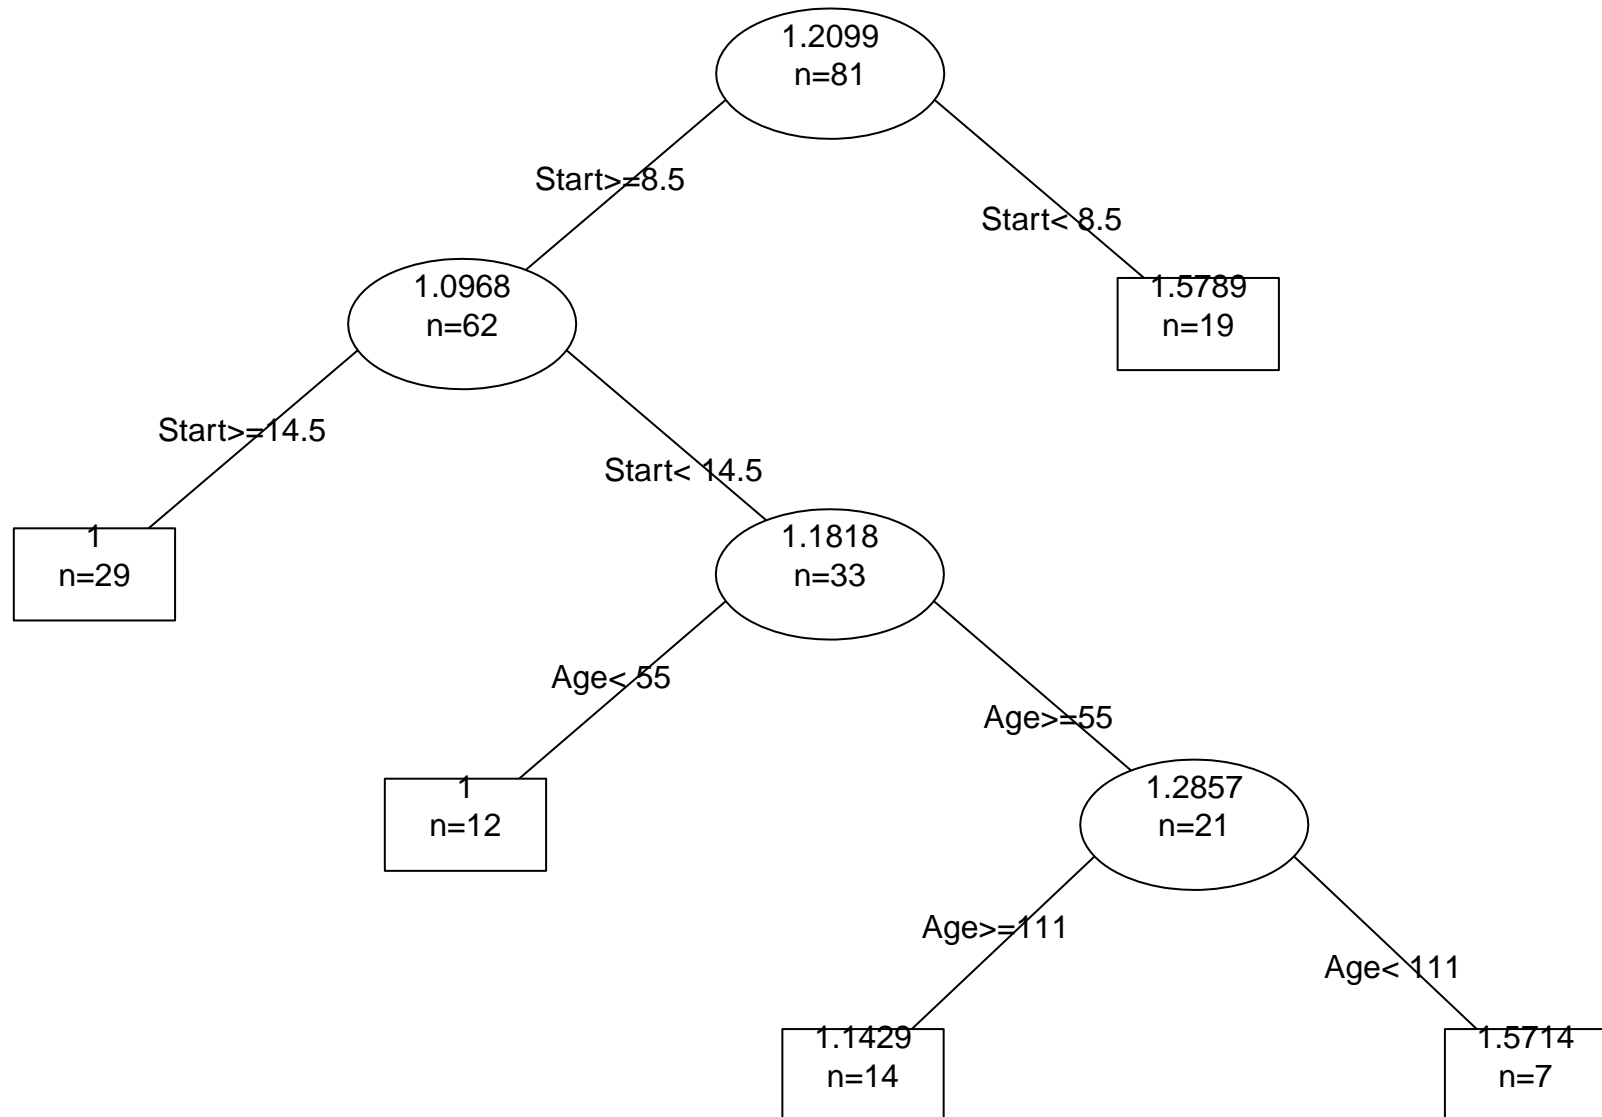 1.2099
n=81
Start>=8.5
Start< 8.5
1.0968
n=62
1.5789
n=19
Start>=14.5
Start< 14.5
1
n=29
1.1818
n=33
Age< 55
Age>=55
1
n=12
1.2857
n=21
Age>=111
Age< 111
1.1429
n=14
1.5714
n=7